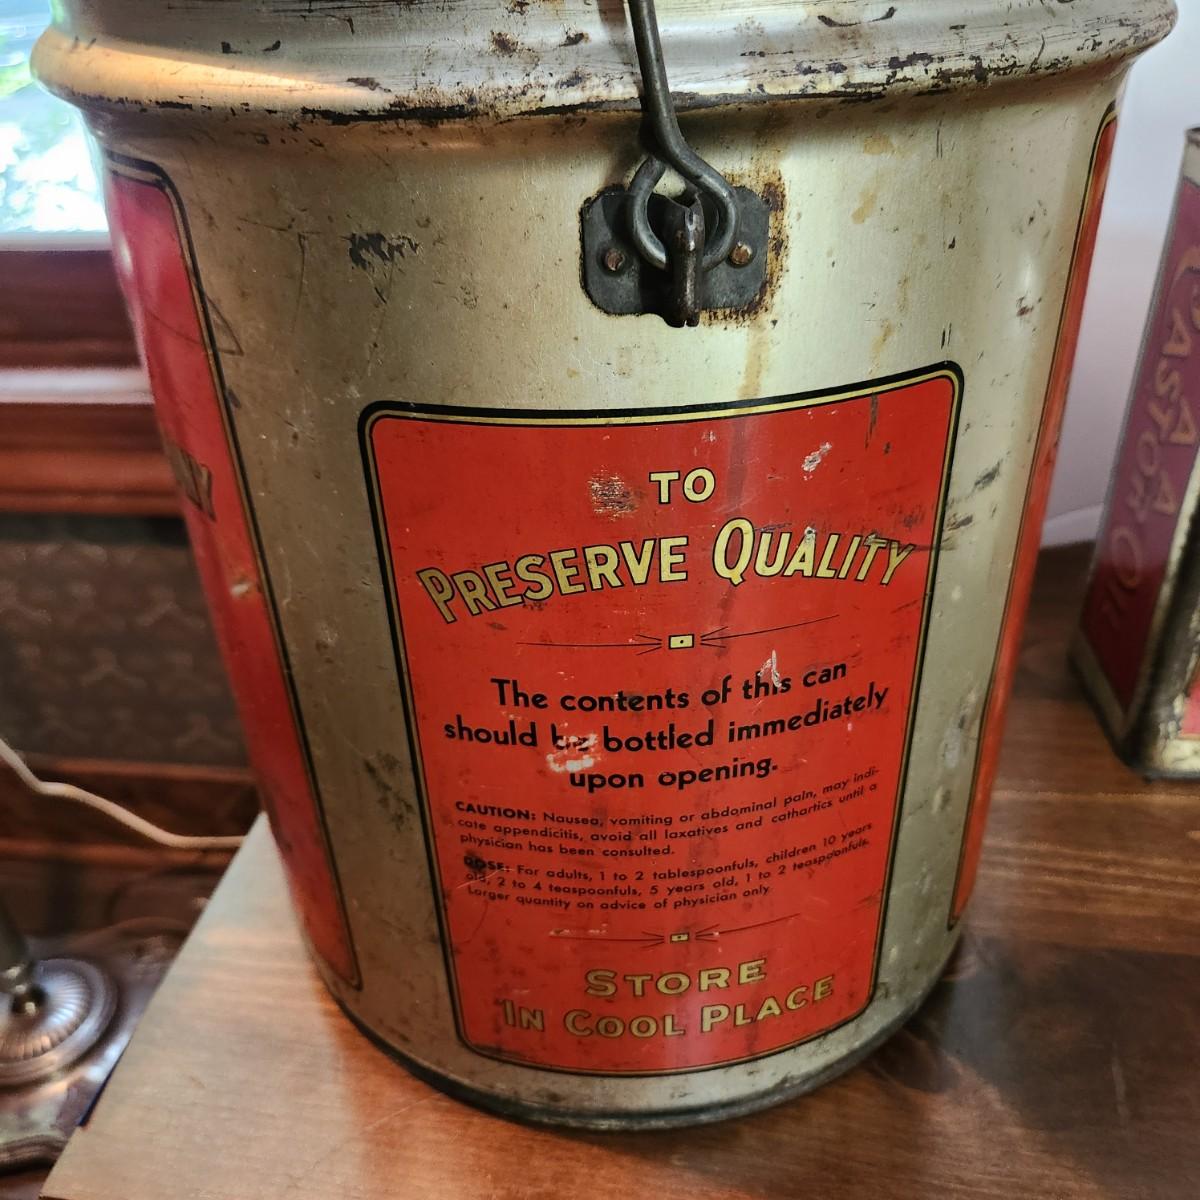 TO
PRESERVE QUALITY
The contents of this can
should be bottled immediately
upon opening.
CAUTION: Nausea, vomiting or abdominal pain, may indi-
cate appendicitis, avoid all laxatives and cathartics until a
physician has been consulted.
DOSE: For adults, 1 to 2 tablespoonfuls, children 10 years
old, 2 to 4 teaspoonfuls, 5 years old, 1 to 2 teaspoonfuls.
Larger quantity on advice of physician only
STORE
IN COOL PLACE
CASTOR OIL